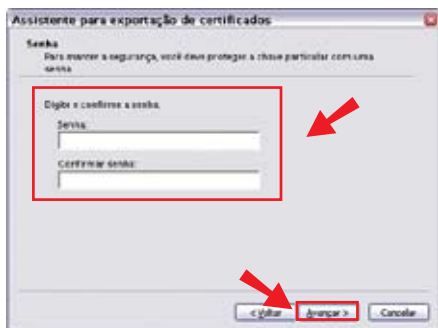 Assistente para exportação de certificados
Senha
Para manter a segurança, você deve proteger a chave particular com uma
senha.
Digite e confirme a senha.
Senha:
Confirmar senha:
< Voltar
Avançar >
Cancelar